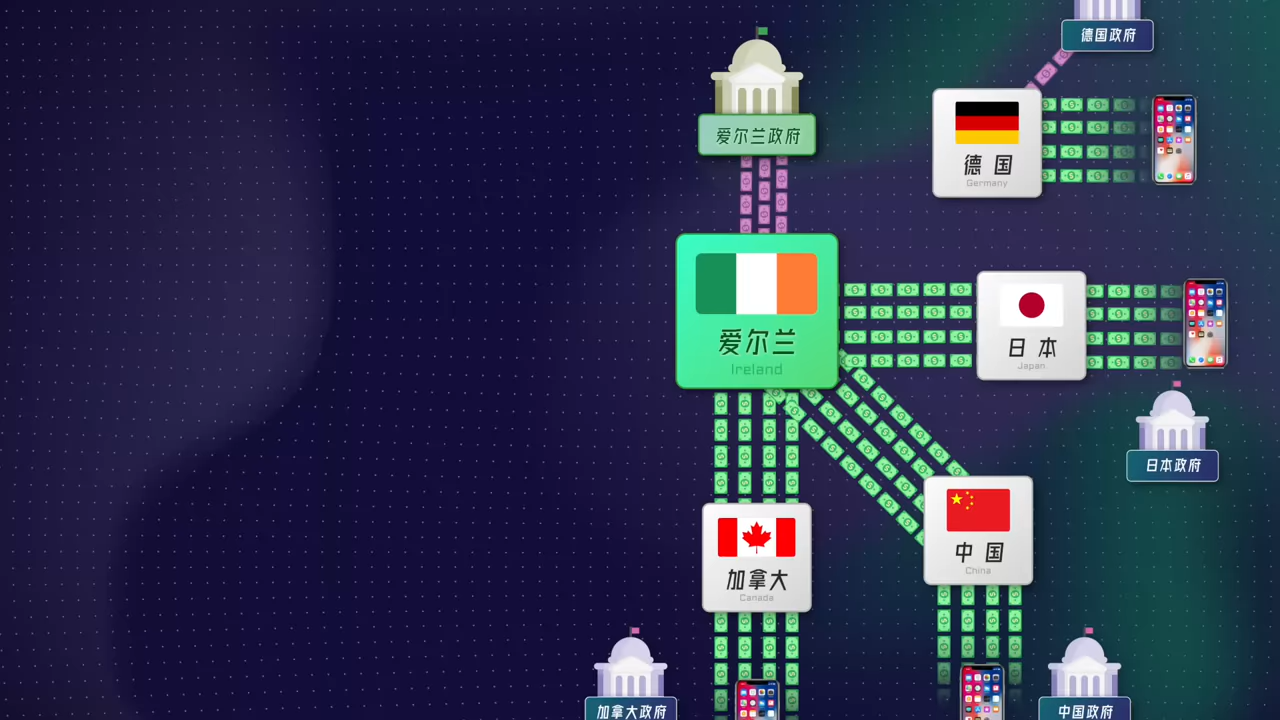 德国政府
爱尔兰政府
德国
Germany
爱尔兰
Ireland
日本
Japan
日本政府
中国
China
加拿大
Canada
加拿大政府
中国政府